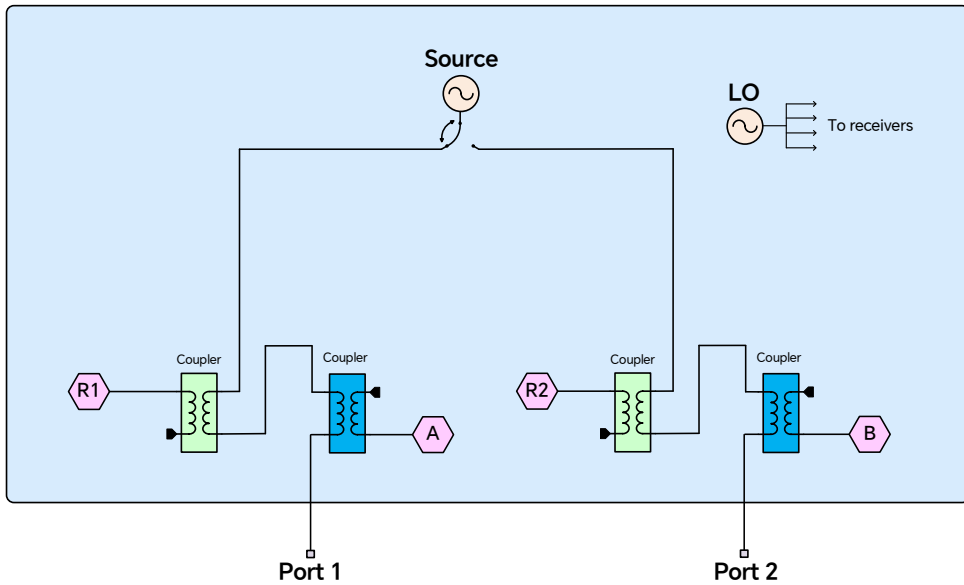 Source
LO
To receivers
Coupler
Coupler
Coupler
Coupler
R1
R2
A
B
Port 1
Port 2